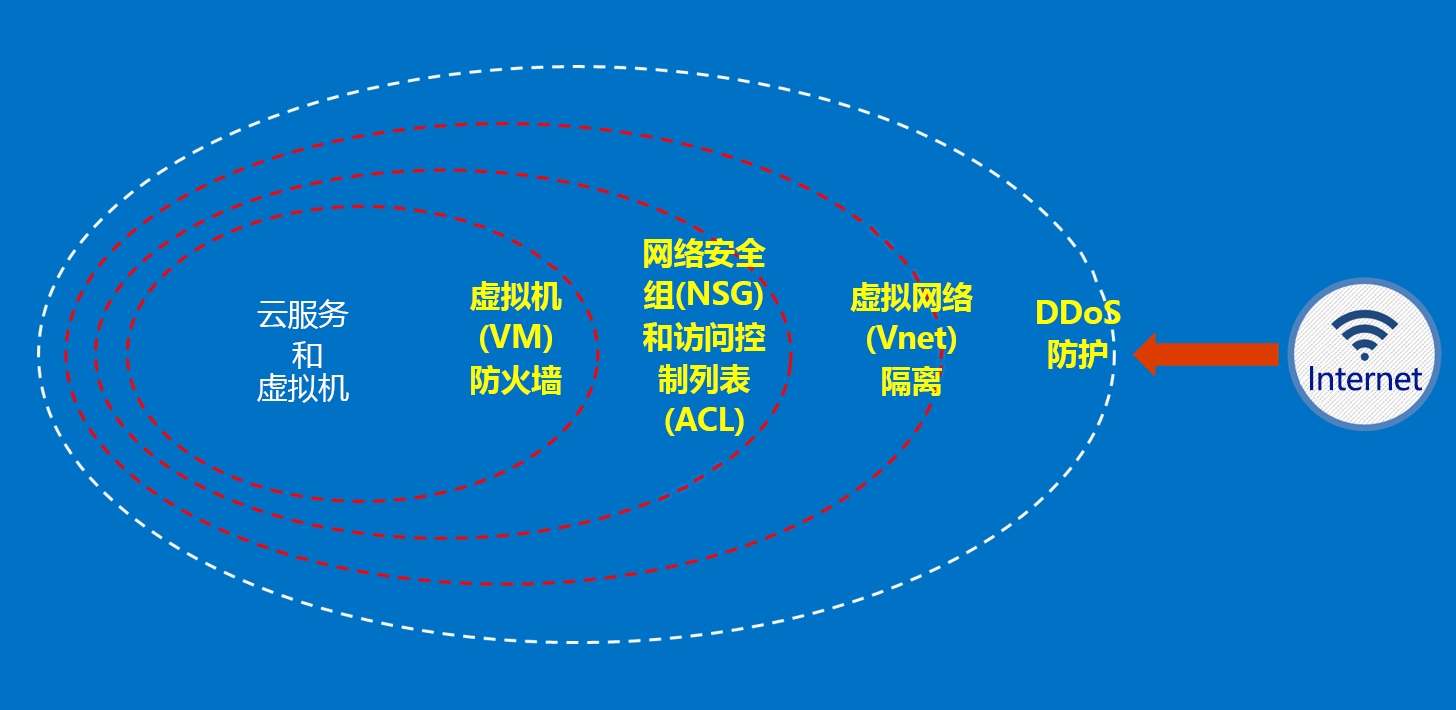 云服务
和
虚拟机
虚拟机
(VM)
防火墙
网络安全
组(NSG)
和访问控
制列表
(ACL)
虚拟网络
(Vnet)
隔离
DDoS
防护
Internet